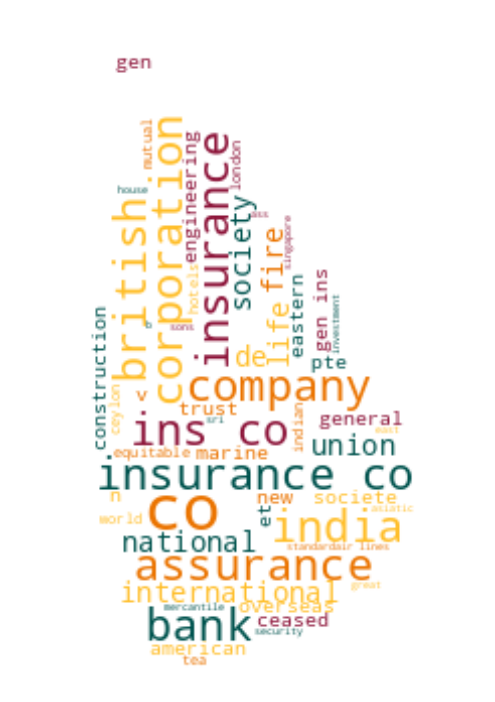 gen
mutual
corporation
engineering
insurance
london
house
british
society
ass
singapore
fire
hotels
gen ins
eastern
investment
construction
of
sons
life
de
pte
company
ceylon
v
trust
sri
indian
general
ins co
east
union
equitable
marine
insurance co
n
new
societe
co
et
asiatic
world
india
national
standardair lines
assurance
international
great
mercantile
overseas
bank
ceased
security
american
tea